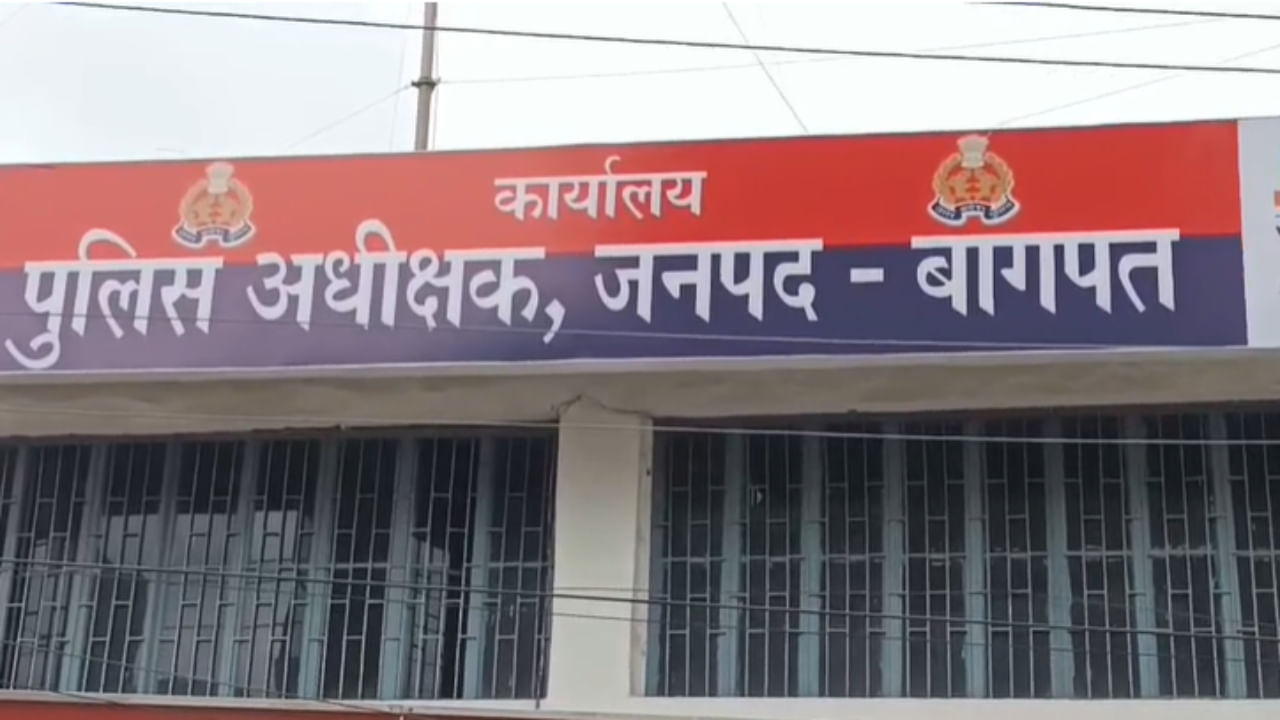 कार्यालय
पुलिस अधीक्षक, जनपद - बागपत